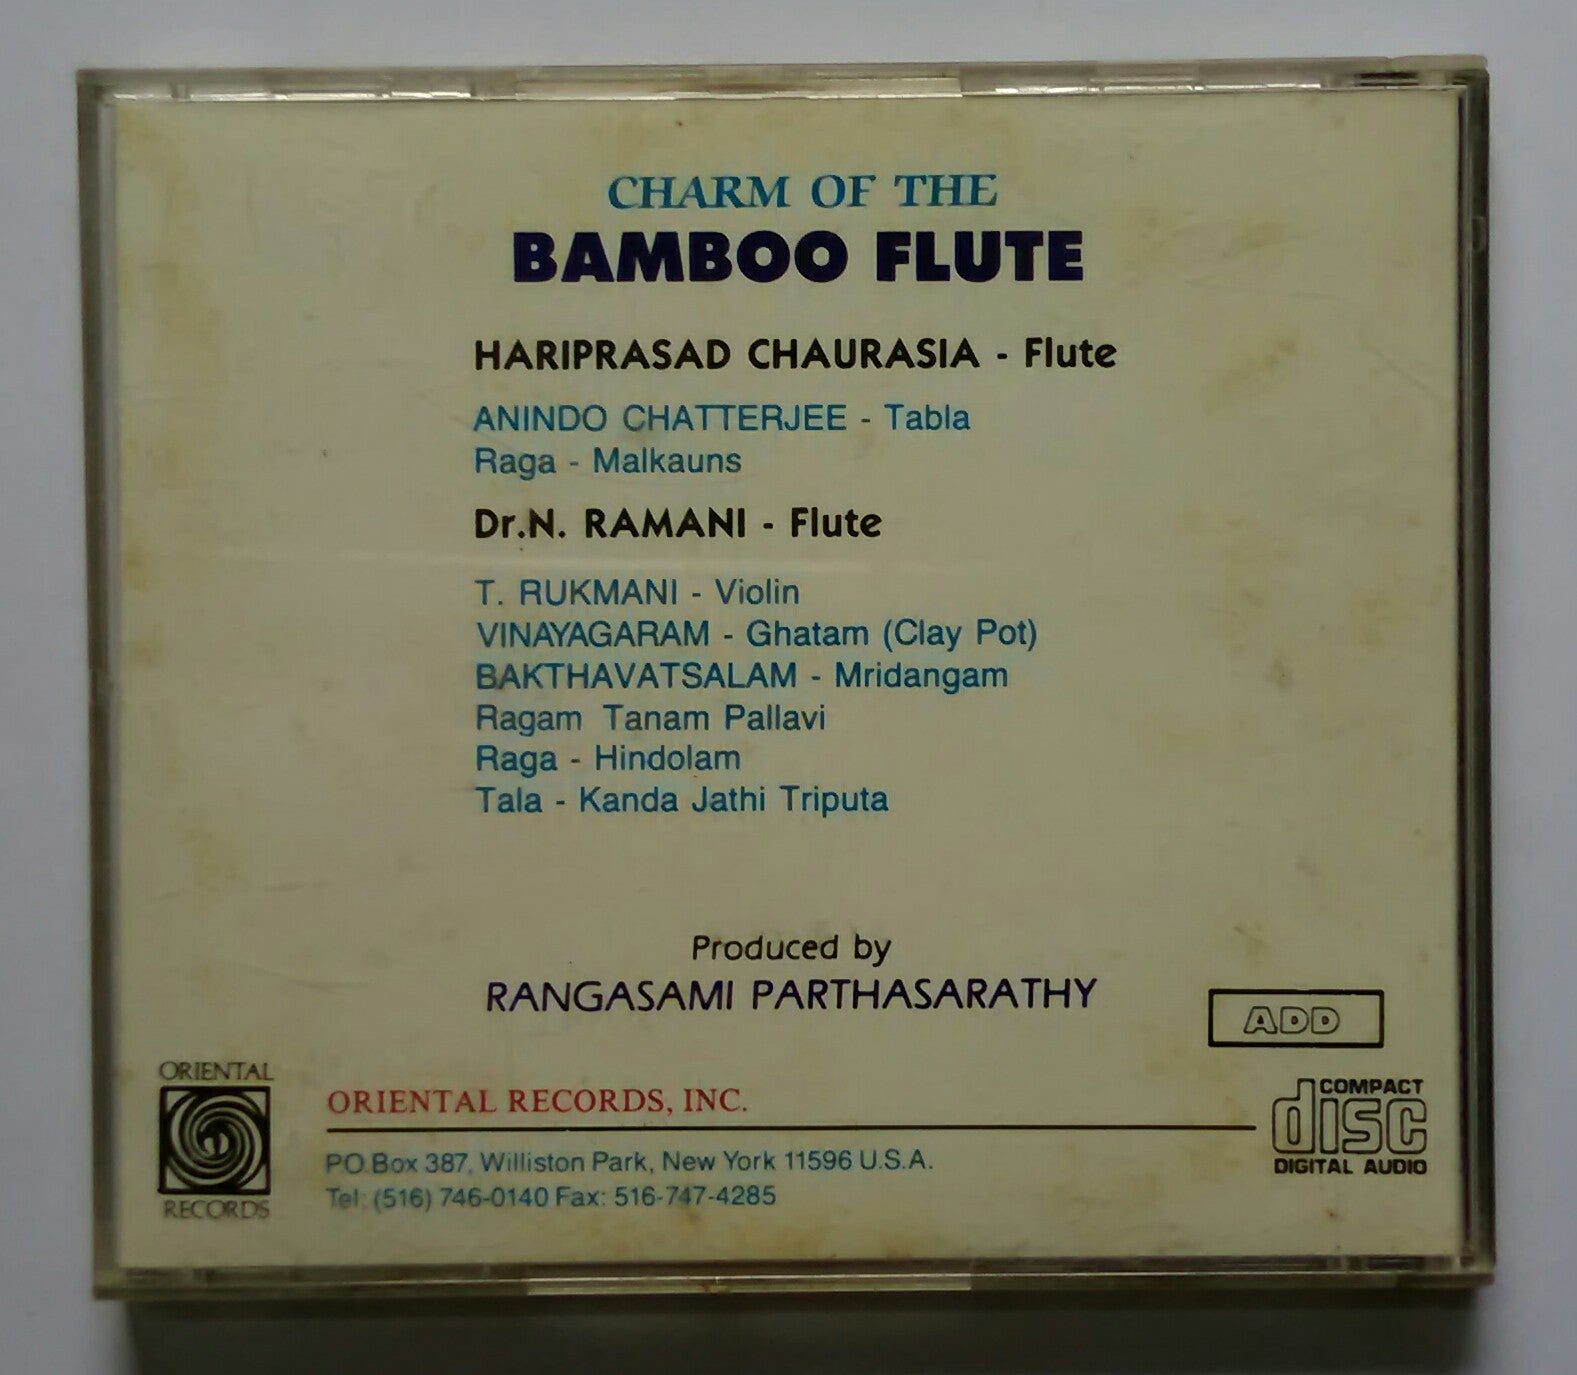 CHARM OF THE
BAMBOO FLUTE
HARIPRASAD CHAURASIA - Flute
ANINDO CHATTERJEE - Tabla
Raga - Malkauns
Dr.N. RAMANI - Flute
T. RUKMANI - Violin
VINAYAGARAM - Ghatam (Clay Pot)
BAKTHAVATSALAM - Mridangam
Ragam Tanam Pallavi
Raga - Hindolam
Tala - Kanda Jathi Triputa
Produced by
RANGASAMI PARTHASARATHY
ADD
ORIENTAL
RECORDS
ORIENTAL RECORDS, INC.
PO.Box 387, Williston Park, New York 11596 U.S.A.
Tel: (516) 746-0140 Fax: 516-747-4285
COMPACT
disc
DIGITAL AUDIO